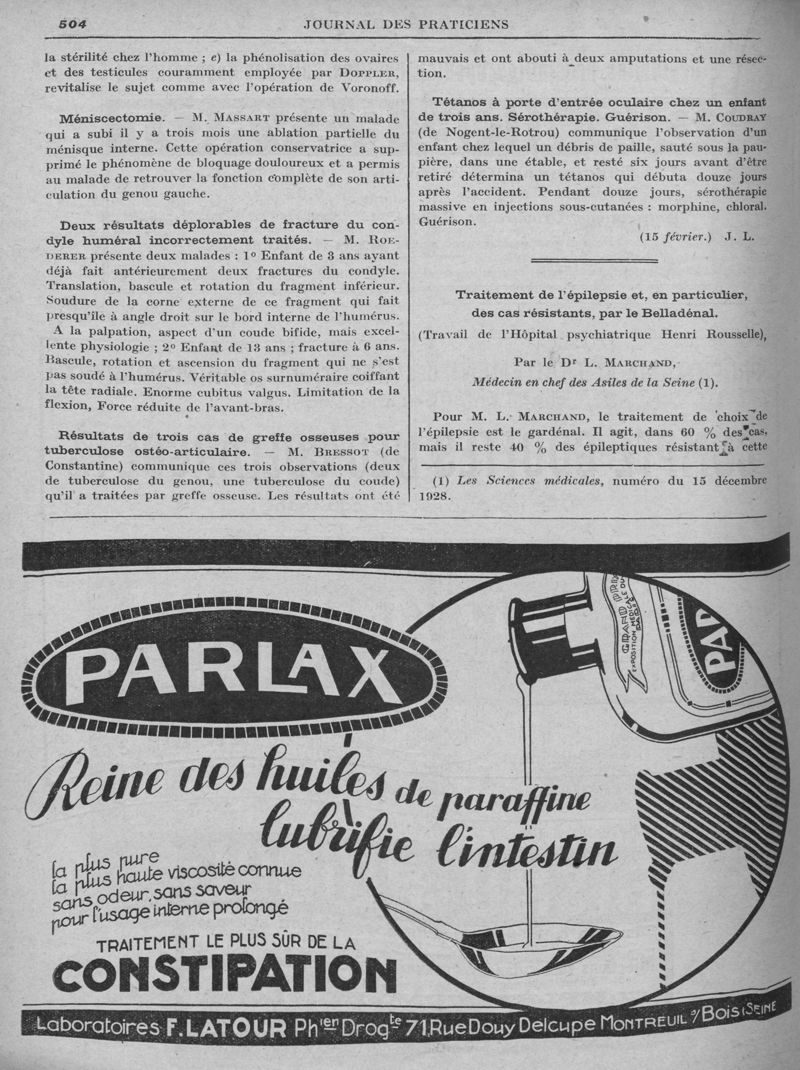 504
JOURNAL DES PRATICIENS
la stérilité chez l'homme ; e) la phénolisation des ovaires
et des testicules couramment employée par DOPPLER,
revitalise le sujet comme avec l'opération de Voronoff.
Méniscectomie. — M. MASSART présente un malade
qui a subi il y a trois mois une ablation partielle du
ménisque interne. Cette opération conservatrice a sup-
primé le phénomène de bloquage douloureux et a permis
au malade de retrouver la fonction complète de son arti-
culation du genou gauche.
Deux résultats déplorables de fracture du con-
dyle huméral incorrectement traités. — M. ROE-
DERER présente deux malades : 1º Enfant de 3 ans ayant
déjà fait antérieurement deux fractures du condyle.
Translation, bascule et rotation du fragment inférieur.
Soudure de la corne externe de ce fragment qui fait
presqu'île à angle droit sur le bord interne de l'humérus.
A la palpation, aspect d'un coude bifide, mais excel-
lente physiologie ; 2º Enfant de 13 ans ; fracture à 6 ans.
Bascule, rotation et ascension du fragment qui ne s'est
pas soudé à l'humérus. Véritable os surnuméraire coiffant
la tête radiale. Enorme cubitus valgus. Limitation de la
flexion, Force réduite de l'avant-bras.
Résultats de trois cas de greffe osseuses pour
tuberculose ostéo-articulaire. — M. BRESSOT (de
Constantine) communique ces trois observations (deux
de tuberculose du genou, une tuberculose du coude)
qu'il a traitées par greffe osseuse. Les résultats ont été
mauvais et ont abouti à deux amputations et une résec-
tion.
Tétanos à porte d'entrée oculaire chez un enfant
de trois ans. Sérothérapie. Guérison. — M. COUDRAY
(de Nogent-le-Rotrou) communique l'observation d'un
enfant chez lequel un débris de paille, sauté sous la pau-
pière, dans une étable, et resté six jours avant d'être
retiré détermina un tétanos qui débuta douze jours
après l'accident. Pendant douze jours, sérothérapie
massive en injections sous-cutanées : morphine, chloral.
Guérison.
(15 février.) J. L.
Traitement de l'épilepsie et, en particulier,
des cas résistants, par le Belladénal.
(Travail de l'Hôpital psychiatrique Henri Rousselle),
Par le Dr L. MARCHAND,
Médecin en chef des Asiles de la Seine (1).
Pour M. L. MARCHAND, le traitement de choix de
l'épilepsie est le gardénal. Il agit, dans 60 % des cas,
mais il reste 40 % des épileptiques résistant à cette
(1) Les Sciences médicales, numéro du 15 décembre
1928.
GRAND PRIX
EXPOSITION MÉDICALE DU
PARIS
PAR
PARLAX
Reine des huiles de paraffine
lubrifie l'intestin
la plus pure
la plus haute viscosité connue
sans odeur, sans saveur
pour l'usage interne prolongé
TRAITEMENT LE PLUS SÛR DE LA
CONSTIPATION
Laboratoires F. LATOUR Phien Drogte 71, Rue Douy Delcupe MONTREUIL s/ Bois (SEINE